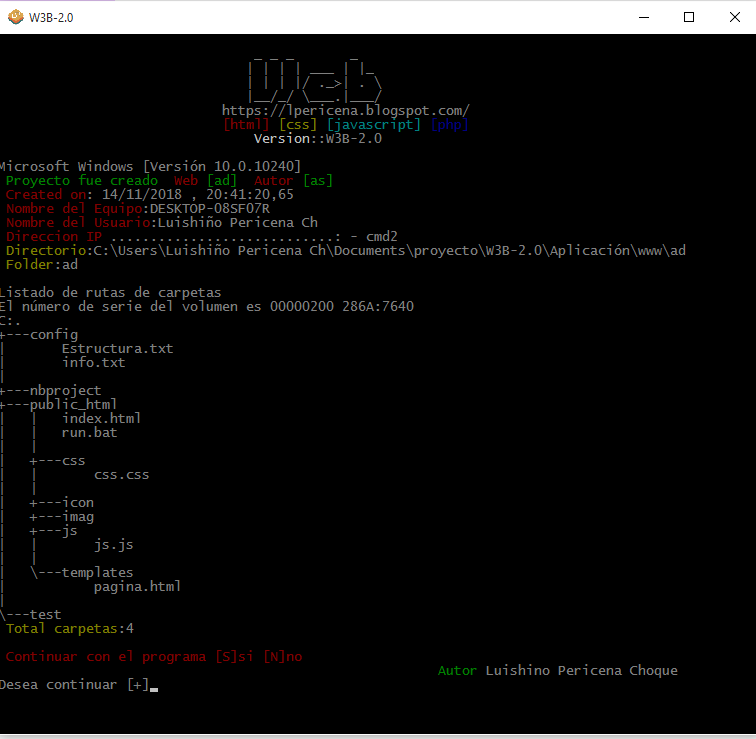 W3B-2.0
https://lpericena.blogspot.com/
[html] [css] [javascript] [php]
Version::W3B-2.0
Microsoft Windows [Versión 10.0.10240]
Proyecto fue creado  Web [ad]  Autor [as]
Created on: 14/11/2018 , 20:41:20,65
Nombre del Equipo:DESKTOP-08SF07R
Nombre del Usuario:Luishiño Pericena Ch
Direccion IP ............................: - cmd2
Directorio:C:\Users\Luishiño Pericena Ch\Documents\proyecto\W3B-2.0\Aplicación\www\ad
Folder:ad
Listado de rutas de carpetas
El número de serie del volumen es 00000200 286A:7640
C:.
+---config
|       Estructura.txt
|       info.txt
|
+---nbproject
+---public_html
|   |   index.html
|   |   run.bat
|   |
|   +---css
|   |       css.css
|   |
|   +---icon
|   +---imag
|   +---js
|   |       js.js
|   |
|   \---templates
|           pagina.html
|
\---test
Total carpetas:4
Continuar con el programa [S]si [N]no
Autor Luishino Pericena Choque
Desea continuar [+]